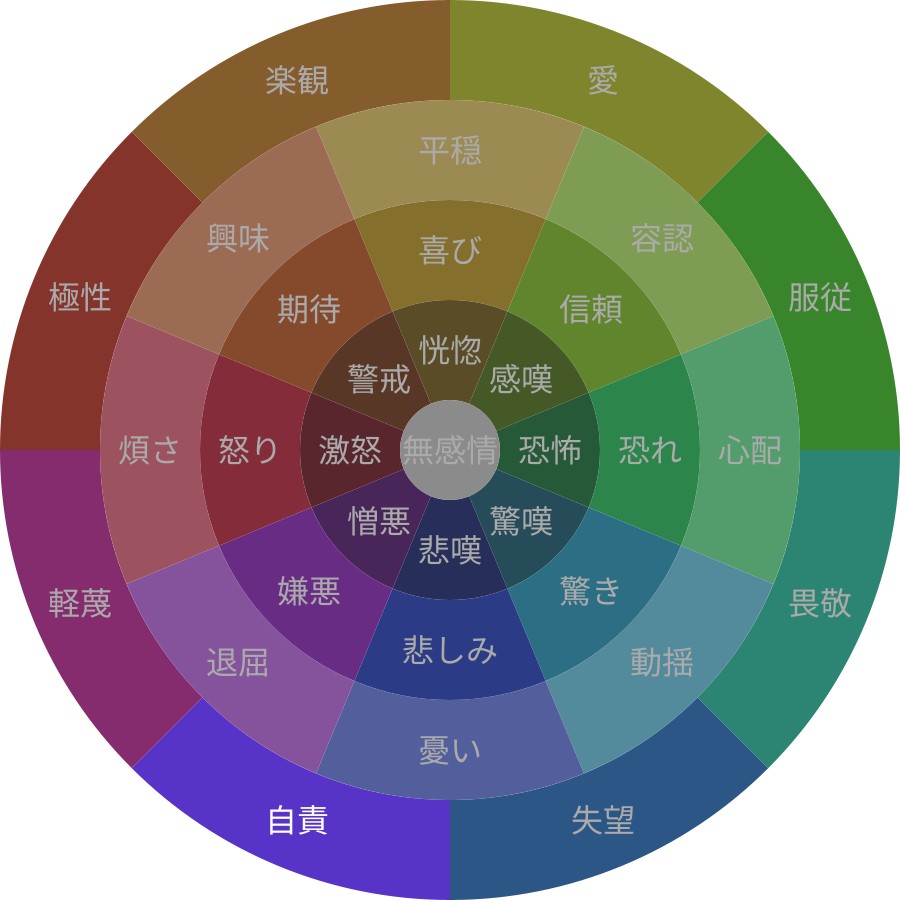 楽観
愛
平穏
興味
容認
喜び
極性
期待
信頼
服従
恍惚
警戒
感嘆
煩さ
怒り
激怒
無感情
恐怖
恐れ
心配
憎悪
驚嘆
悲嘆
軽蔑
嫌悪
驚き
畏敬
悲しみ
退屈
動揺
憂い
自責
失望